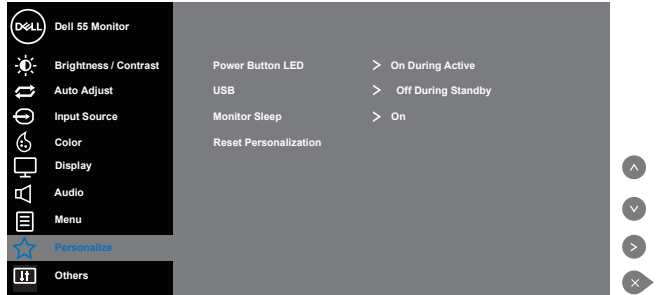 DELL
Dell 55 Monitor
Brightness / Contrast
Auto Adjust
Input Source
Color
Display
Audio
Menu
Personalize
Others
Power Button LED > On During Active
USB > Off During Standby
Monitor Sleep > On
Reset Personalization